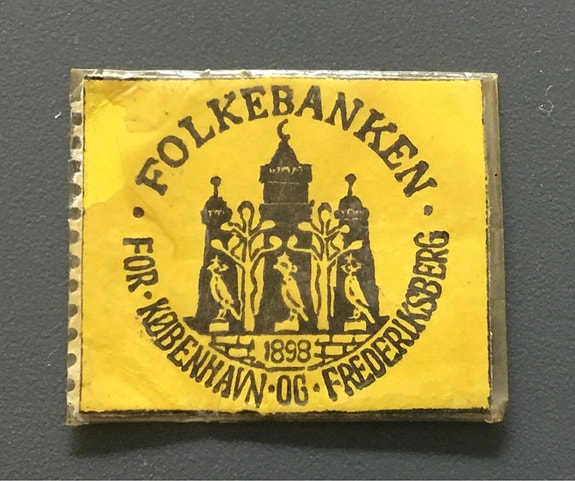 FOLKEBANKEN
FOR · KØBENHAVN · OG · FREDERIKSBERG
1898